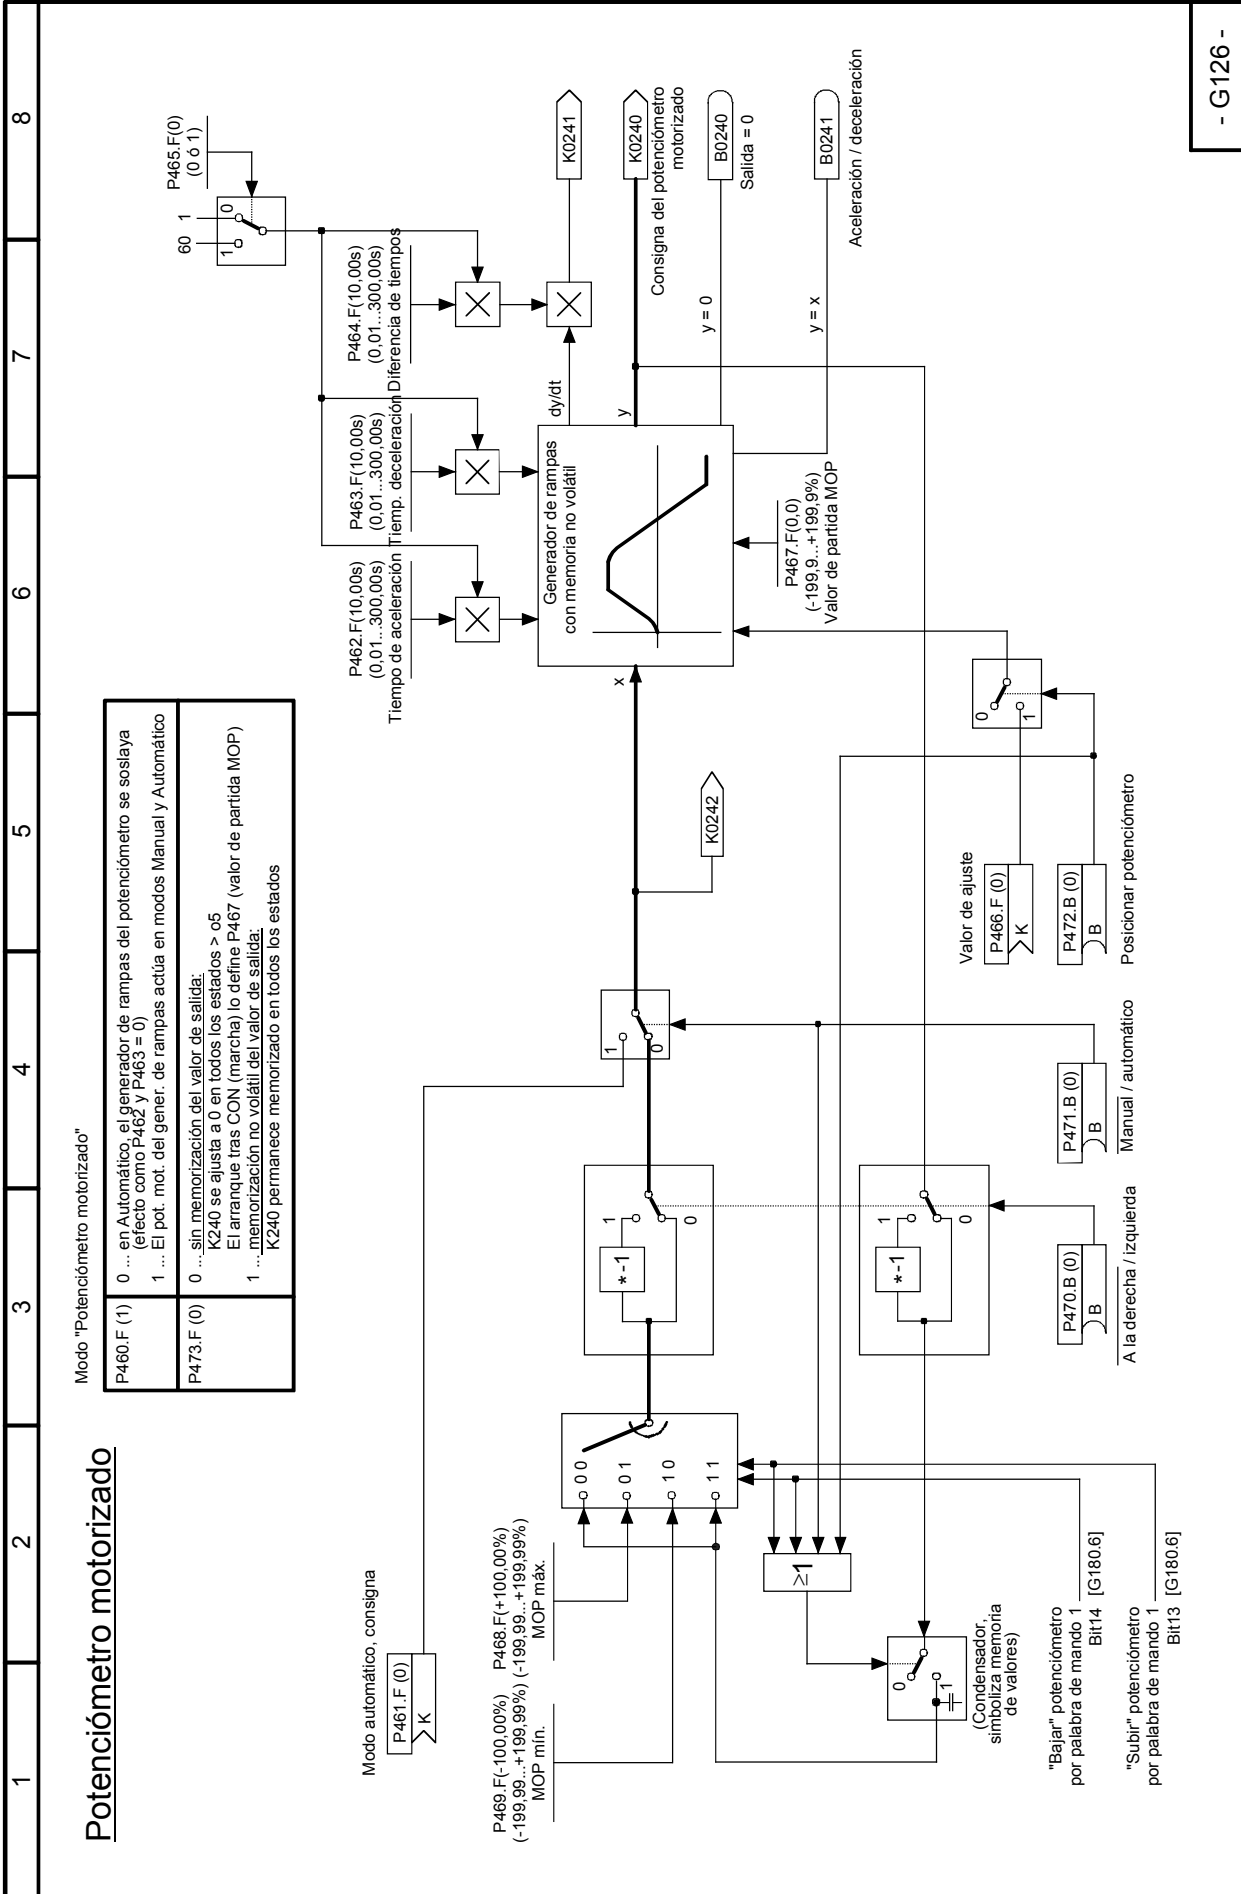 1 2 3 4 5 6 7 8
Potenciómetro motorizado
Modo "Potenciómetro motorizado"
P460.F (1)
0 ... en Automático, el generador de rampas del potenciómetro se soslaya
(efecto como P462 y P463 = 0)
1 ... El pot. mot. del gener. de rampas actúa en modos Manual y Automático
P473.F (0)
0 ... sin memorización del valor de salida:
K240 se ajusta a 0 en todos los estados > o5
El arranque tras CON (marcha) lo define P467 (valor de partida MOP)
1 ... memorización no volátil del valor de salida:
K240 permanece memorizado en todos los estados
P465.F(0)
(0 ó 1)
60 1
1 0
P462.F(10,00s)
(0,01...300,00s)
Tiempo de aceleración
P463.F(10,00s)
(0,01...300,00s)
Tiemp. deceleración
P464.F(10,00s)
(0,01...300,00s)
Diferencia de tiempos
Modo automático, consigna
P461.F (0)
K
P469.F(-100,00%)
(-199,99...+199,99%)
MOP mín.
P468.F(+100,00%)
(-199,99...+199,99%)
MOP máx.
0 0
0 1
1 0
1 1
*-1
1
0
1
0
K0242
x
Generador de rampas
con memoria no volátil
dy/dt
y
y = 0
y = x
K0241
K0240
Consigna del potenciómetro
motorizado
B0240
Salida = 0
B0241
Aceleración / deceleración
P467.F(0,0)
(-199,9...+199,9%)
Valor de partida MOP
≥1
0
1
(Condensador,
simboliza memoria
de valores)
*-1
1
0
0
1
Valor de ajuste
P466.F (0)
K
P472.B (0)
B
Posicionar potenciómetro
P471.B (0)
B
Manual / automático
P470.B (0)
B
A la derecha / izquierda
"Bajar" potenciómetro
por palabra de mando 1
Bit14 [G180.6]
"Subir" potenciómetro
por palabra de mando 1
Bit13 [G180.6]
- G126 -